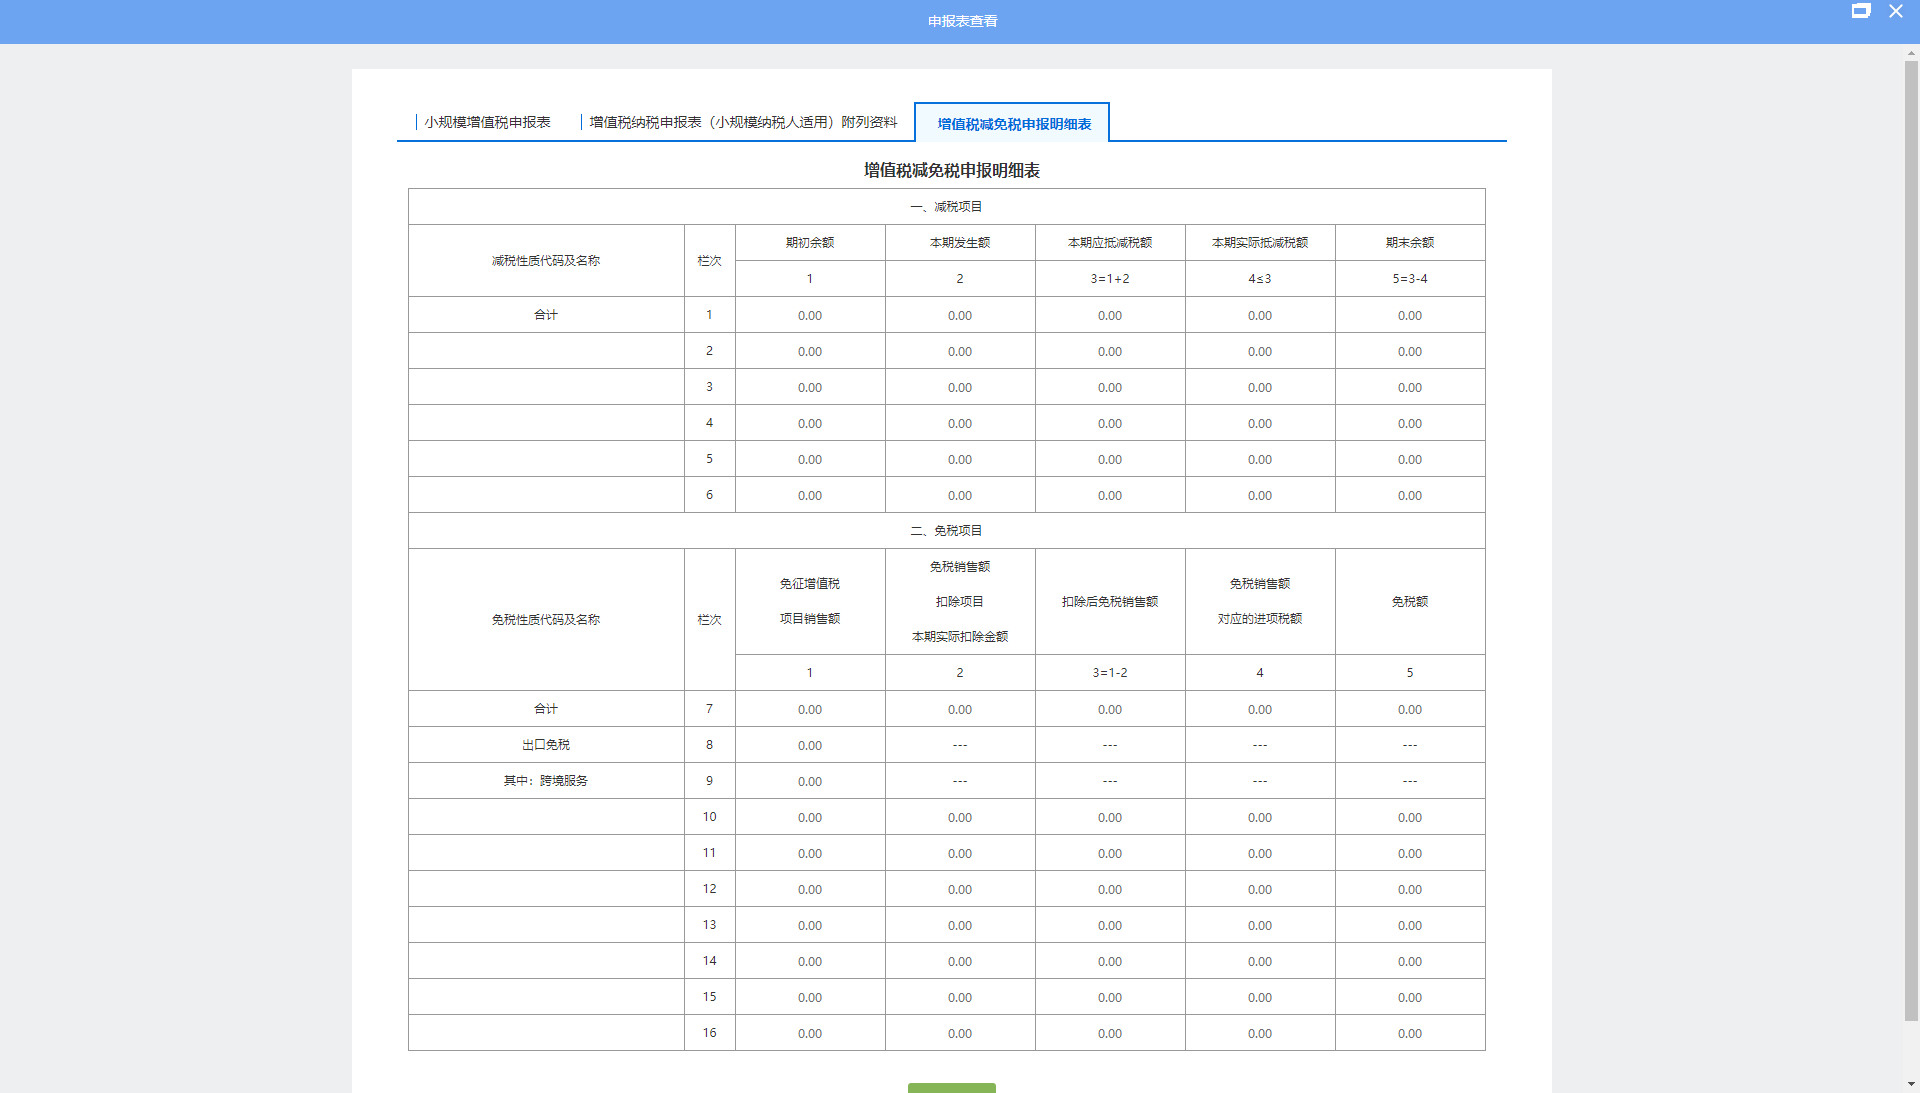 申报表查看
小规模增值税申报表 增值税纳税申报表（小规模纳税人适用）附列资料 增值税减免税申报明细表
增值税减免税申报明细表
一、减税项目
减税性质代码及名称 栏次 期初余额 本期发生额 本期应抵减税额 本期实际抵减税额 期末余额
1 2 3=1+2 4≤3 5=3-4
合计 1 0.00 0.00 0.00 0.00 0.00
2 0.00 0.00 0.00 0.00 0.00
3 0.00 0.00 0.00 0.00 0.00
4 0.00 0.00 0.00 0.00 0.00
5 0.00 0.00 0.00 0.00 0.00
6 0.00 0.00 0.00 0.00 0.00
二、免税项目
免税性质代码及名称 栏次
免征增值税
项目销售额
免税销售额
扣除项目
本期实际扣除金额
扣除后免税销售额
免税销售额
对应的进项税额
免税额
1 2 3=1-2 4 5
合计 7 0.00 0.00 0.00 0.00 0.00
出口免税 8 0.00 --- --- --- ---
其中：跨境服务 9 0.00 --- --- --- ---
10 0.00 0.00 0.00 0.00 0.00
11 0.00 0.00 0.00 0.00 0.00
12 0.00 0.00 0.00 0.00 0.00
13 0.00 0.00 0.00 0.00 0.00
14 0.00 0.00 0.00 0.00 0.00
15 0.00 0.00 0.00 0.00 0.00
16 0.00 0.00 0.00 0.00 0.00